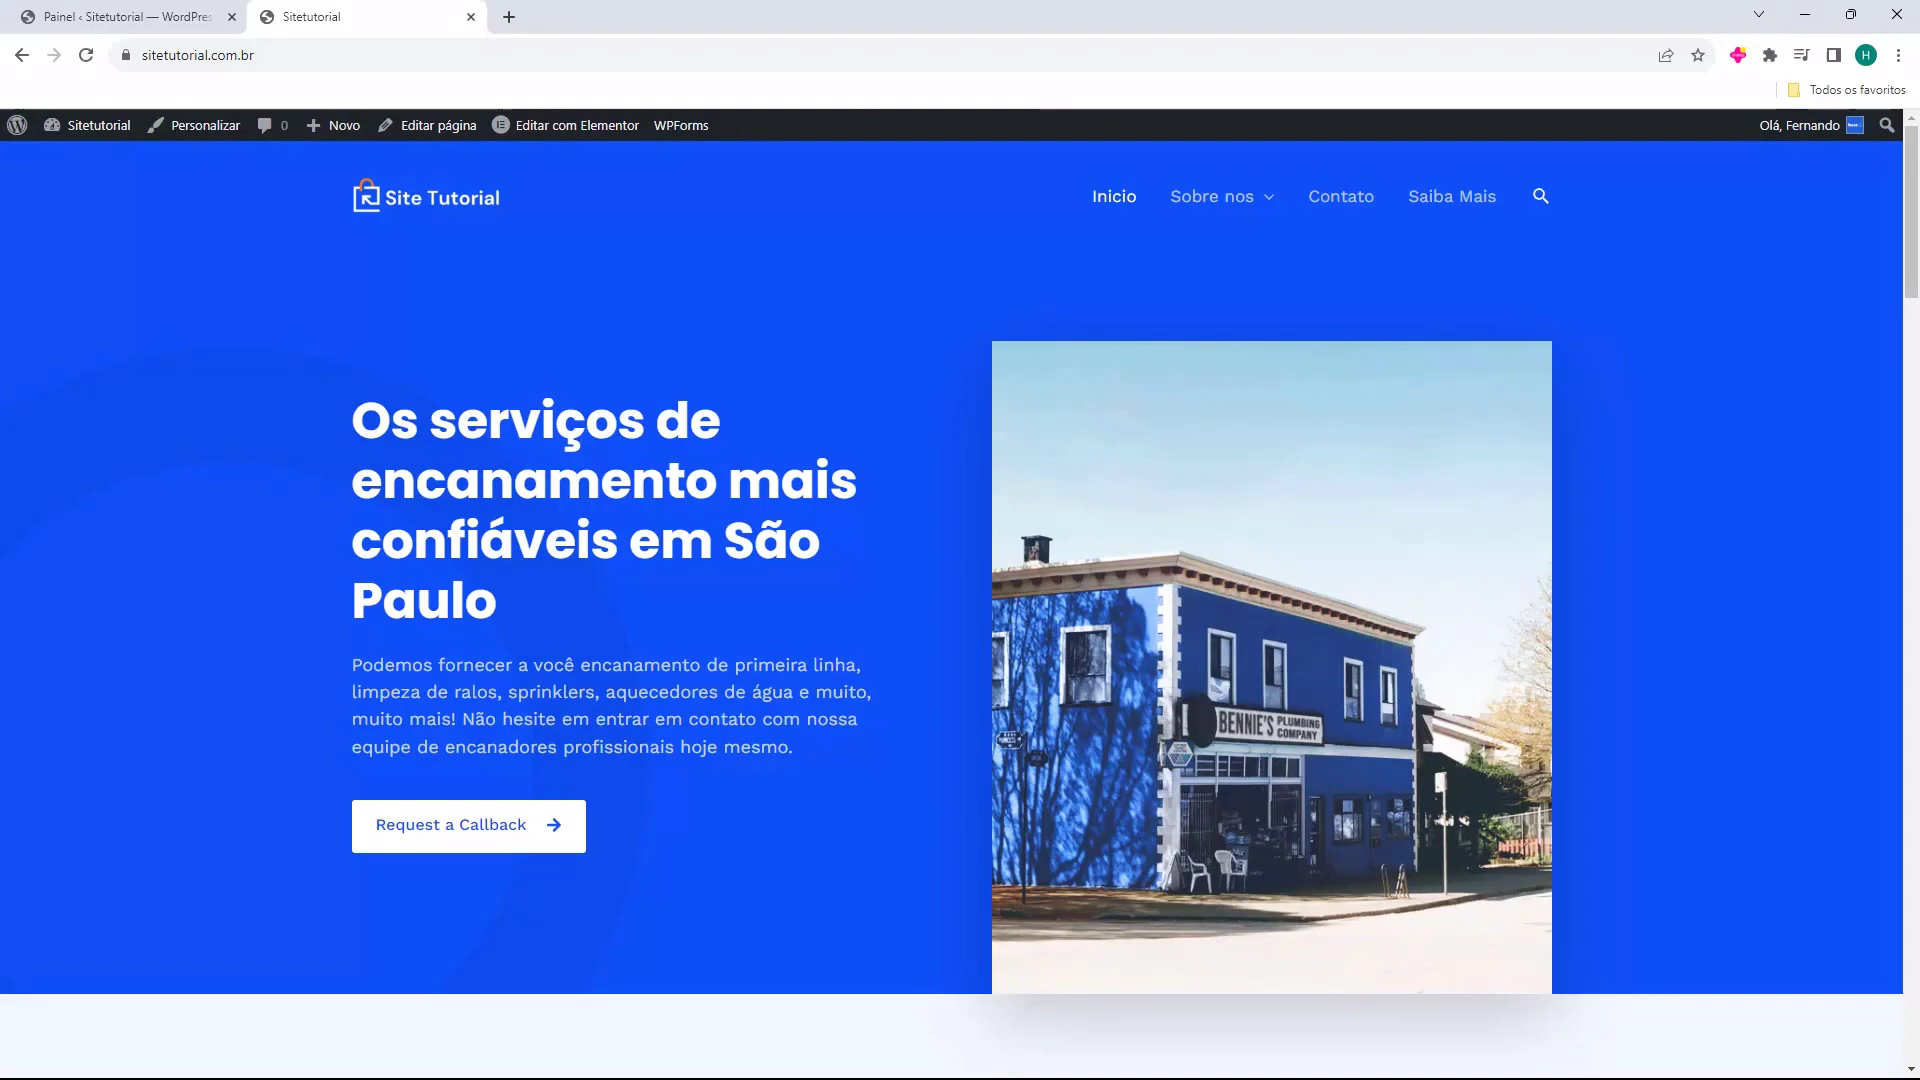 Painel ‹ Sitetutorial — WordPres
Sitetutorial
sitetutorial.com.br
H
Todos os favoritos
Sitetutorial
Personalizar
0
Novo
Editar página
Editar com Elementor
WPForms
Olá, Fernando
Site Tutorial
Inicio
Sobre nos
Contato
Saiba Mais
Os serviços de
encanamento mais
confiáveis em São
Paulo
Podemos fornecer a você encanamento de primeira linha,
limpeza de ralos, sprinklers, aquecedores de água e muito,
muito mais! Não hesite em entrar em contato com nossa
equipe de encanadores profissionais hoje mesmo.
Request a Callback
BENNIE'S PLUMBING
COMPANY